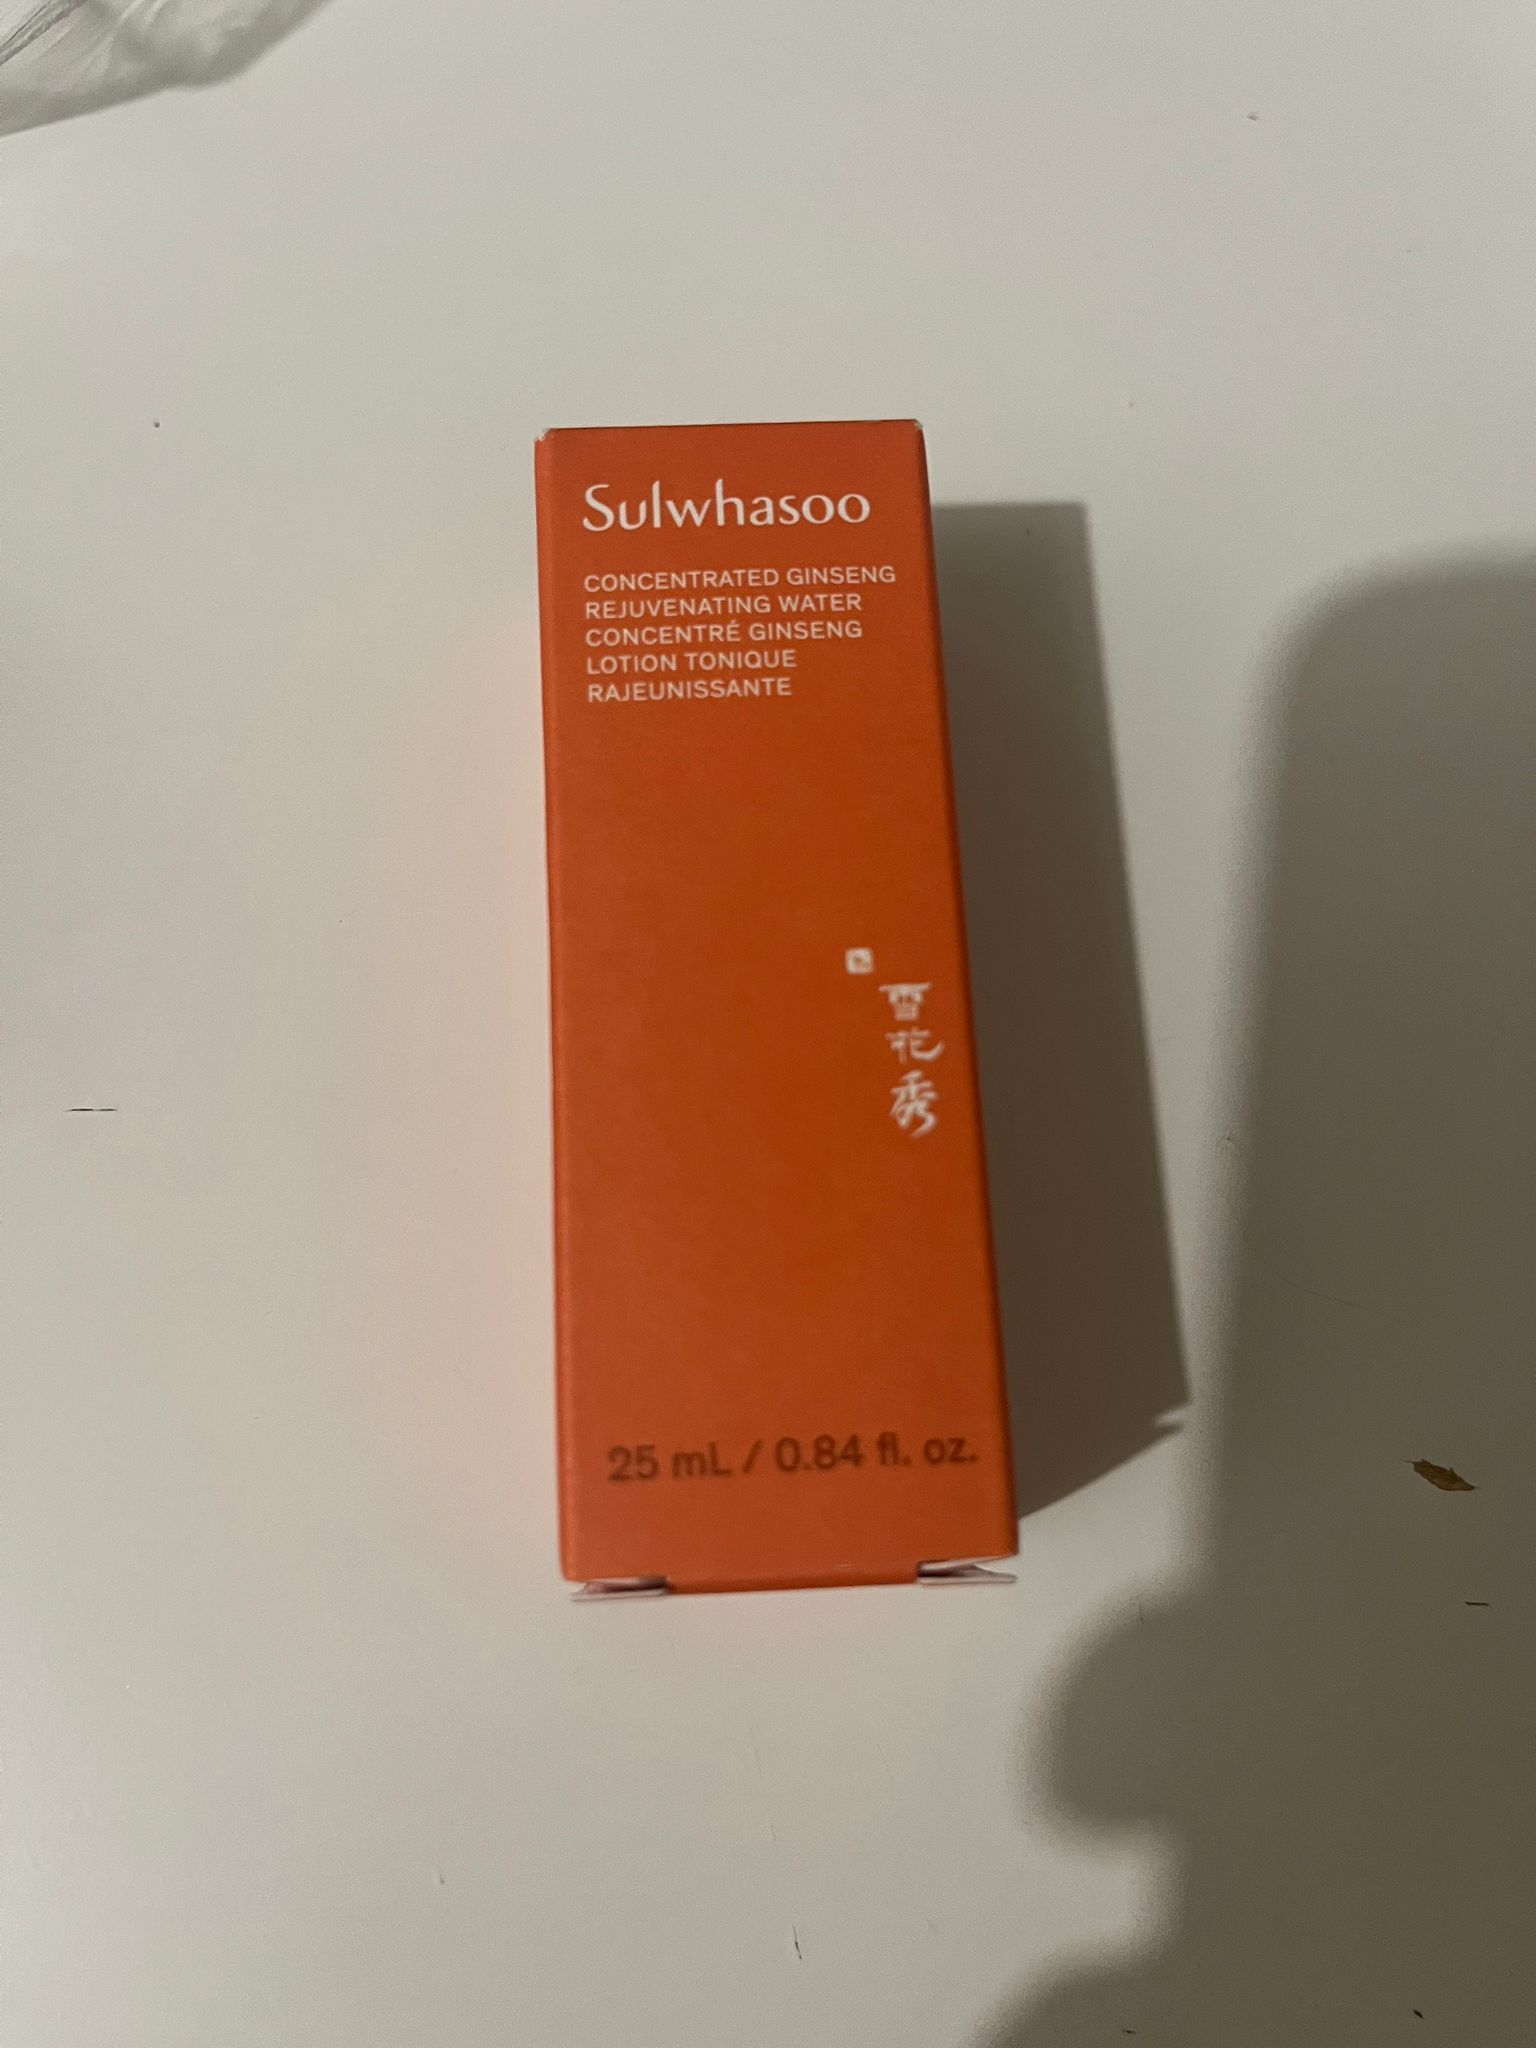 Sulwhasoo
CONCENTRATED GINSENG
REJUVENATING WATER
CONCENTRÉ GINSENG
LOTION TONIQUE
RAJEUNISSANTE
雪
花
秀
25 mL / 0.84 fl. oz.